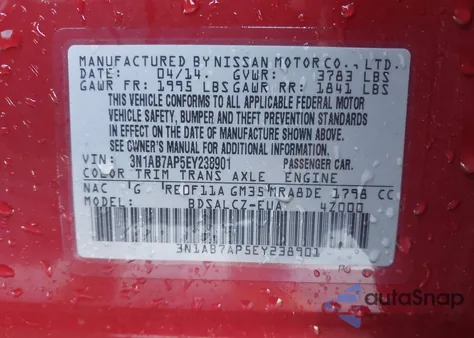 MANUFACTURED BY NISSAN MOTOR CO., LTD.
DATE: 04/14. GVWR: 3783 LBS
GAWR FR: 1995 LBS GAWR RR: 1841 LBS
THIS VEHICLE CONFORMS TO ALL APPLICABLE FEDERAL MOTOR
VEHICLE SAFETY, BUMPER AND THEFT PREVENTION STANDARDS
IN EFFECT ON THE DATE OF MANUFACTURE SHOWN ABOVE.
SEE OWNER'S MANUAL FOR ADDITIONAL INFORMATION.
VIN: 3N1AB7AP5EY238901 PASSENGER CAR.
COLOR TRIM TRANS AXLE ENGINE
NAC G RE0F11A GM35 MRA8DE 1798 CC
MODEL: BDSALCZ-EUA 4Z000
3N1AB7AP5EY238901
autoSnap